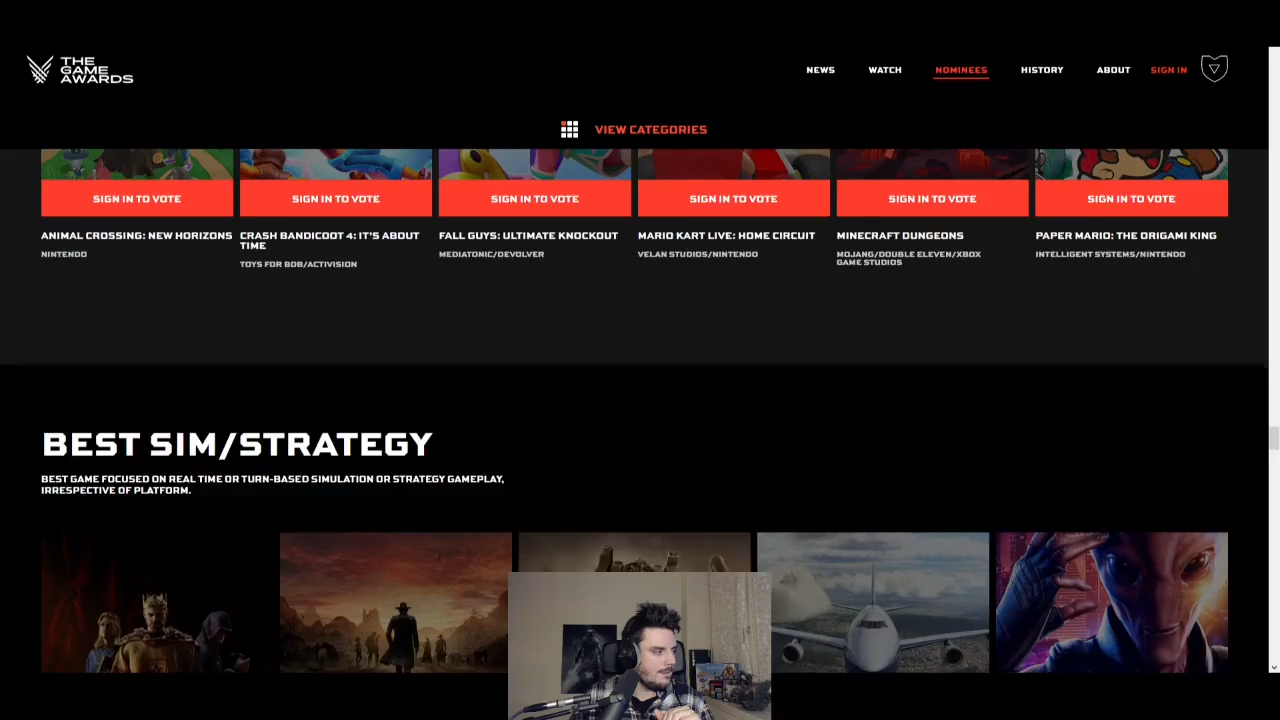 THE
GAME
AWARDS
NEWS
WATCH
NOMINEES
HISTORY
ABOUT
SIGN IN
VIEW CATEGORIES
SIGN IN TO VOTE
SIGN IN TO VOTE
SIGN IN TO VOTE
SIGN IN TO VOTE
SIGN IN TO VOTE
SIGN IN TO VOTE
ANIMAL CROSSING: NEW HORIZONS
NINTENDO
CRASH BANDICOOT 4: IT'S ABOUT
TIME
TOYS FOR BOB/ACTIVISION
FALL GUYS: ULTIMATE KNOCKOUT
MEDIATONIC/DEVOLVER
MARIO KART LIVE: HOME CIRCUIT
VELAN STUDIOS/NINTENDO
MINECRAFT DUNGEONS
MOJANG/DOUBLE ELEVEN/XBOX
GAME STUDIOS
PAPER MARIO: THE ORIGAMI KING
INTELLIGENT SYSTEMS/NINTENDO
BEST SIM/STRATEGY
BEST GAME FOCUSED ON REAL TIME OR TURN-BASED SIMULATION OR STRATEGY GAMEPLAY,
IRRESPECTIVE OF PLATFORM.